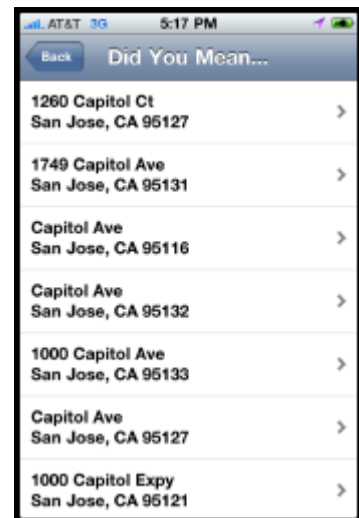 AT&T 3G 5:17 PM
Back Did You Mean...
1260 Capitol Ct
San Jose, CA 95127
1749 Capitol Ave
San Jose, CA 95131
Capitol Ave
San Jose, CA 95116
Capitol Ave
San Jose, CA 95132
1000 Capitol Ave
San Jose, CA 95133
Capitol Ave
San Jose, CA 95127
1000 Capitol Expy
San Jose, CA 95121